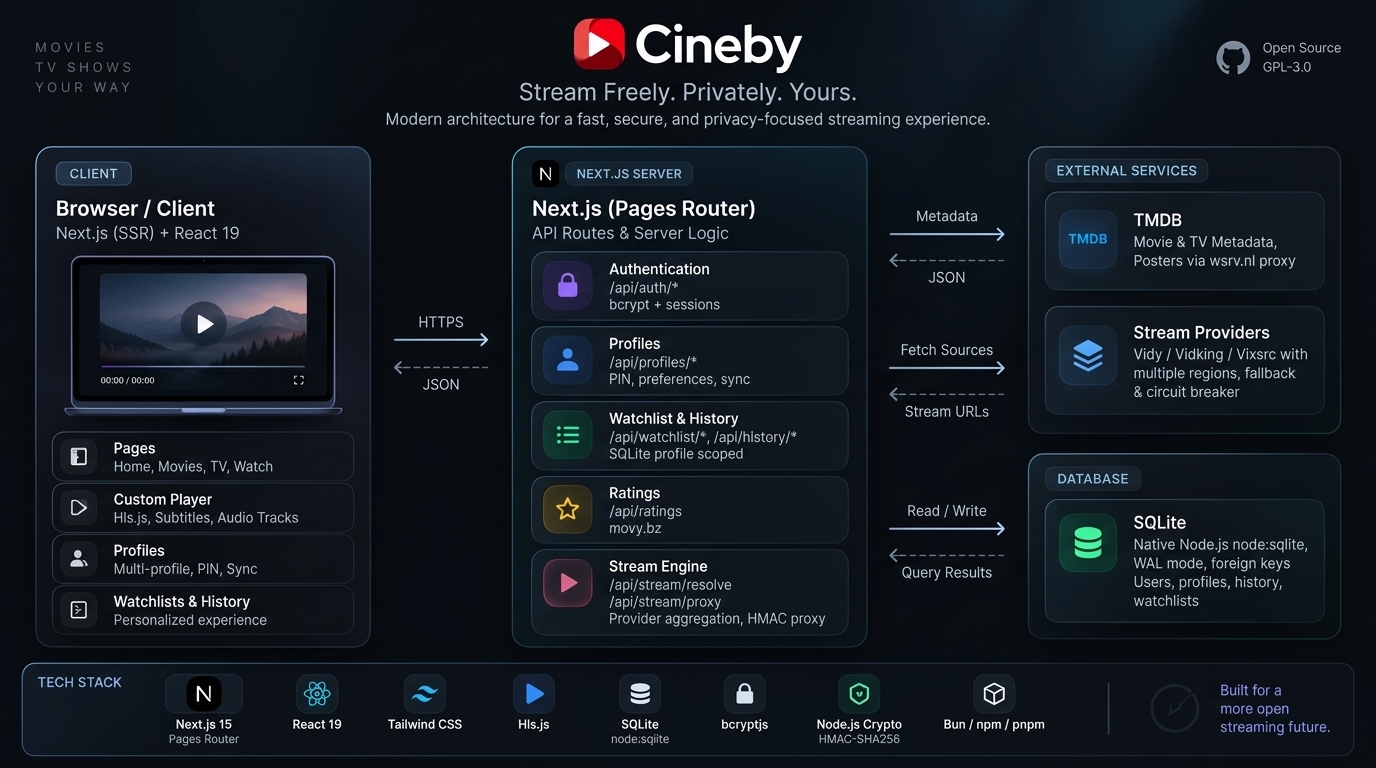 MOVIES
TV SHOWS
YOUR WAY
Cineby
Stream Freely. Privately. Yours.
Modern architecture for a fast, secure, and privacy-focused streaming experience.
Open Source
GPL-3.0
CLIENT
Browser / Client
Next.js (SSR) + React 19
00:00 / 00:00
Pages
Home, Movies, TV, Watch
Custom Player
Hls.js, Subtitles, Audio Tracks
Profiles
Multi-profile, PIN, Sync
Watchlists & History
Personalized experience
HTTPS
JSON
N
NEXT.JS SERVER
Next.js (Pages Router)
API Routes & Server Logic
Authentication
/api/auth/*
bcrypt + sessions
Profiles
/api/profiles/*
PIN, preferences, sync
Watchlist & History
/api/watchlist/*, /api/history/*
SQLite profile scoped
Ratings
/api/ratings
movy.bz
Stream Engine
/api/stream/resolve
/api/stream/proxy
Provider aggregation, HMAC proxy
Metadata
JSON
Fetch Sources
Stream URLs
Read / Write
Query Results
EXTERNAL SERVICES
TMDB
TMDB
Movie & TV Metadata,
Posters via wsrv.nl proxy
Stream Providers
Vidy / Vidking / Vixsrc with
multiple regions, fallback
& circuit breaker
DATABASE
SQLite
Native Node.js node:sqlite,
WAL mode, foreign keys
Users, profiles, history,
watchlists
TECH STACK
N
Next.js 15
Pages Router
React 19
Tailwind CSS
Hls.js
SQLite
node:sqlite
bcryptjs
Node.js Crypto
HMAC-SHA256
Bun / npm / pnpm
Built for a
more open
streaming future.